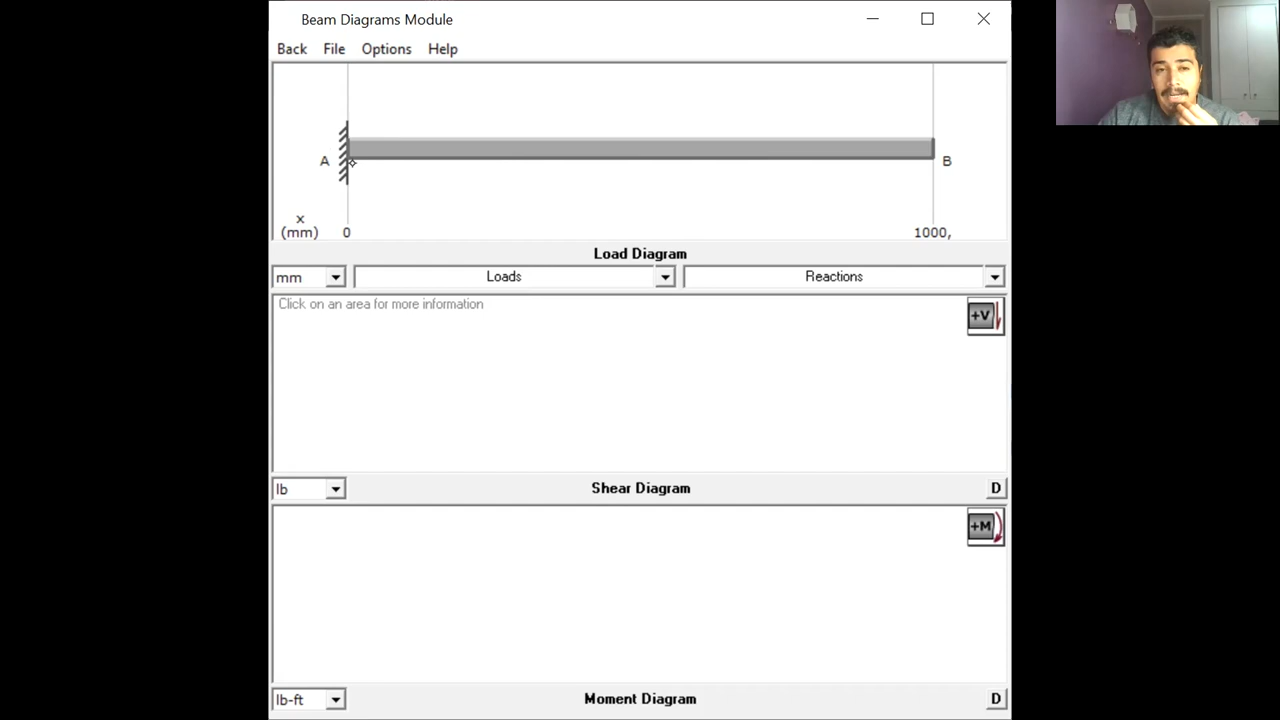 Beam Diagrams Module
Back File Options Help
A
B
x
(mm) 0 1000,
Load Diagram
mm Loads Reactions
Click on an area for more information
+V
lb Shear Diagram D
+M
lb-ft Moment Diagram D